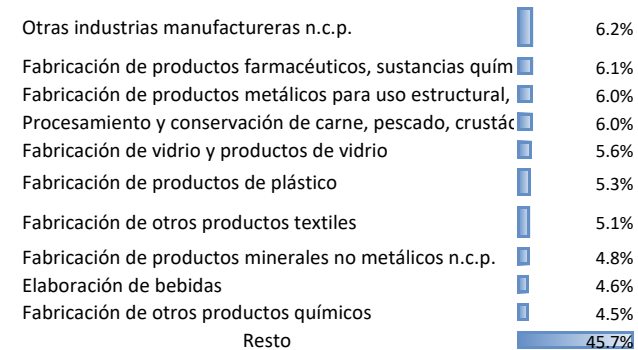 Otras industrias manufactureras n.c.p. 6.2%
Fabricación de productos farmacéuticos, sustancias quím 6.1%
Fabricación de productos metálicos para uso estructural, 6.0%
Procesamiento y conservación de carne, pescado, crustác 6.0%
Fabricación de vidrio y productos de vidrio 5.6%
Fabricación de productos de plástico 5.3%
Fabricación de otros productos textiles 5.1%
Fabricación de productos minerales no metálicos n.c.p. 4.8%
Elaboración de bebidas 4.6%
Fabricación de otros productos químicos 4.5%
Resto 45.7%